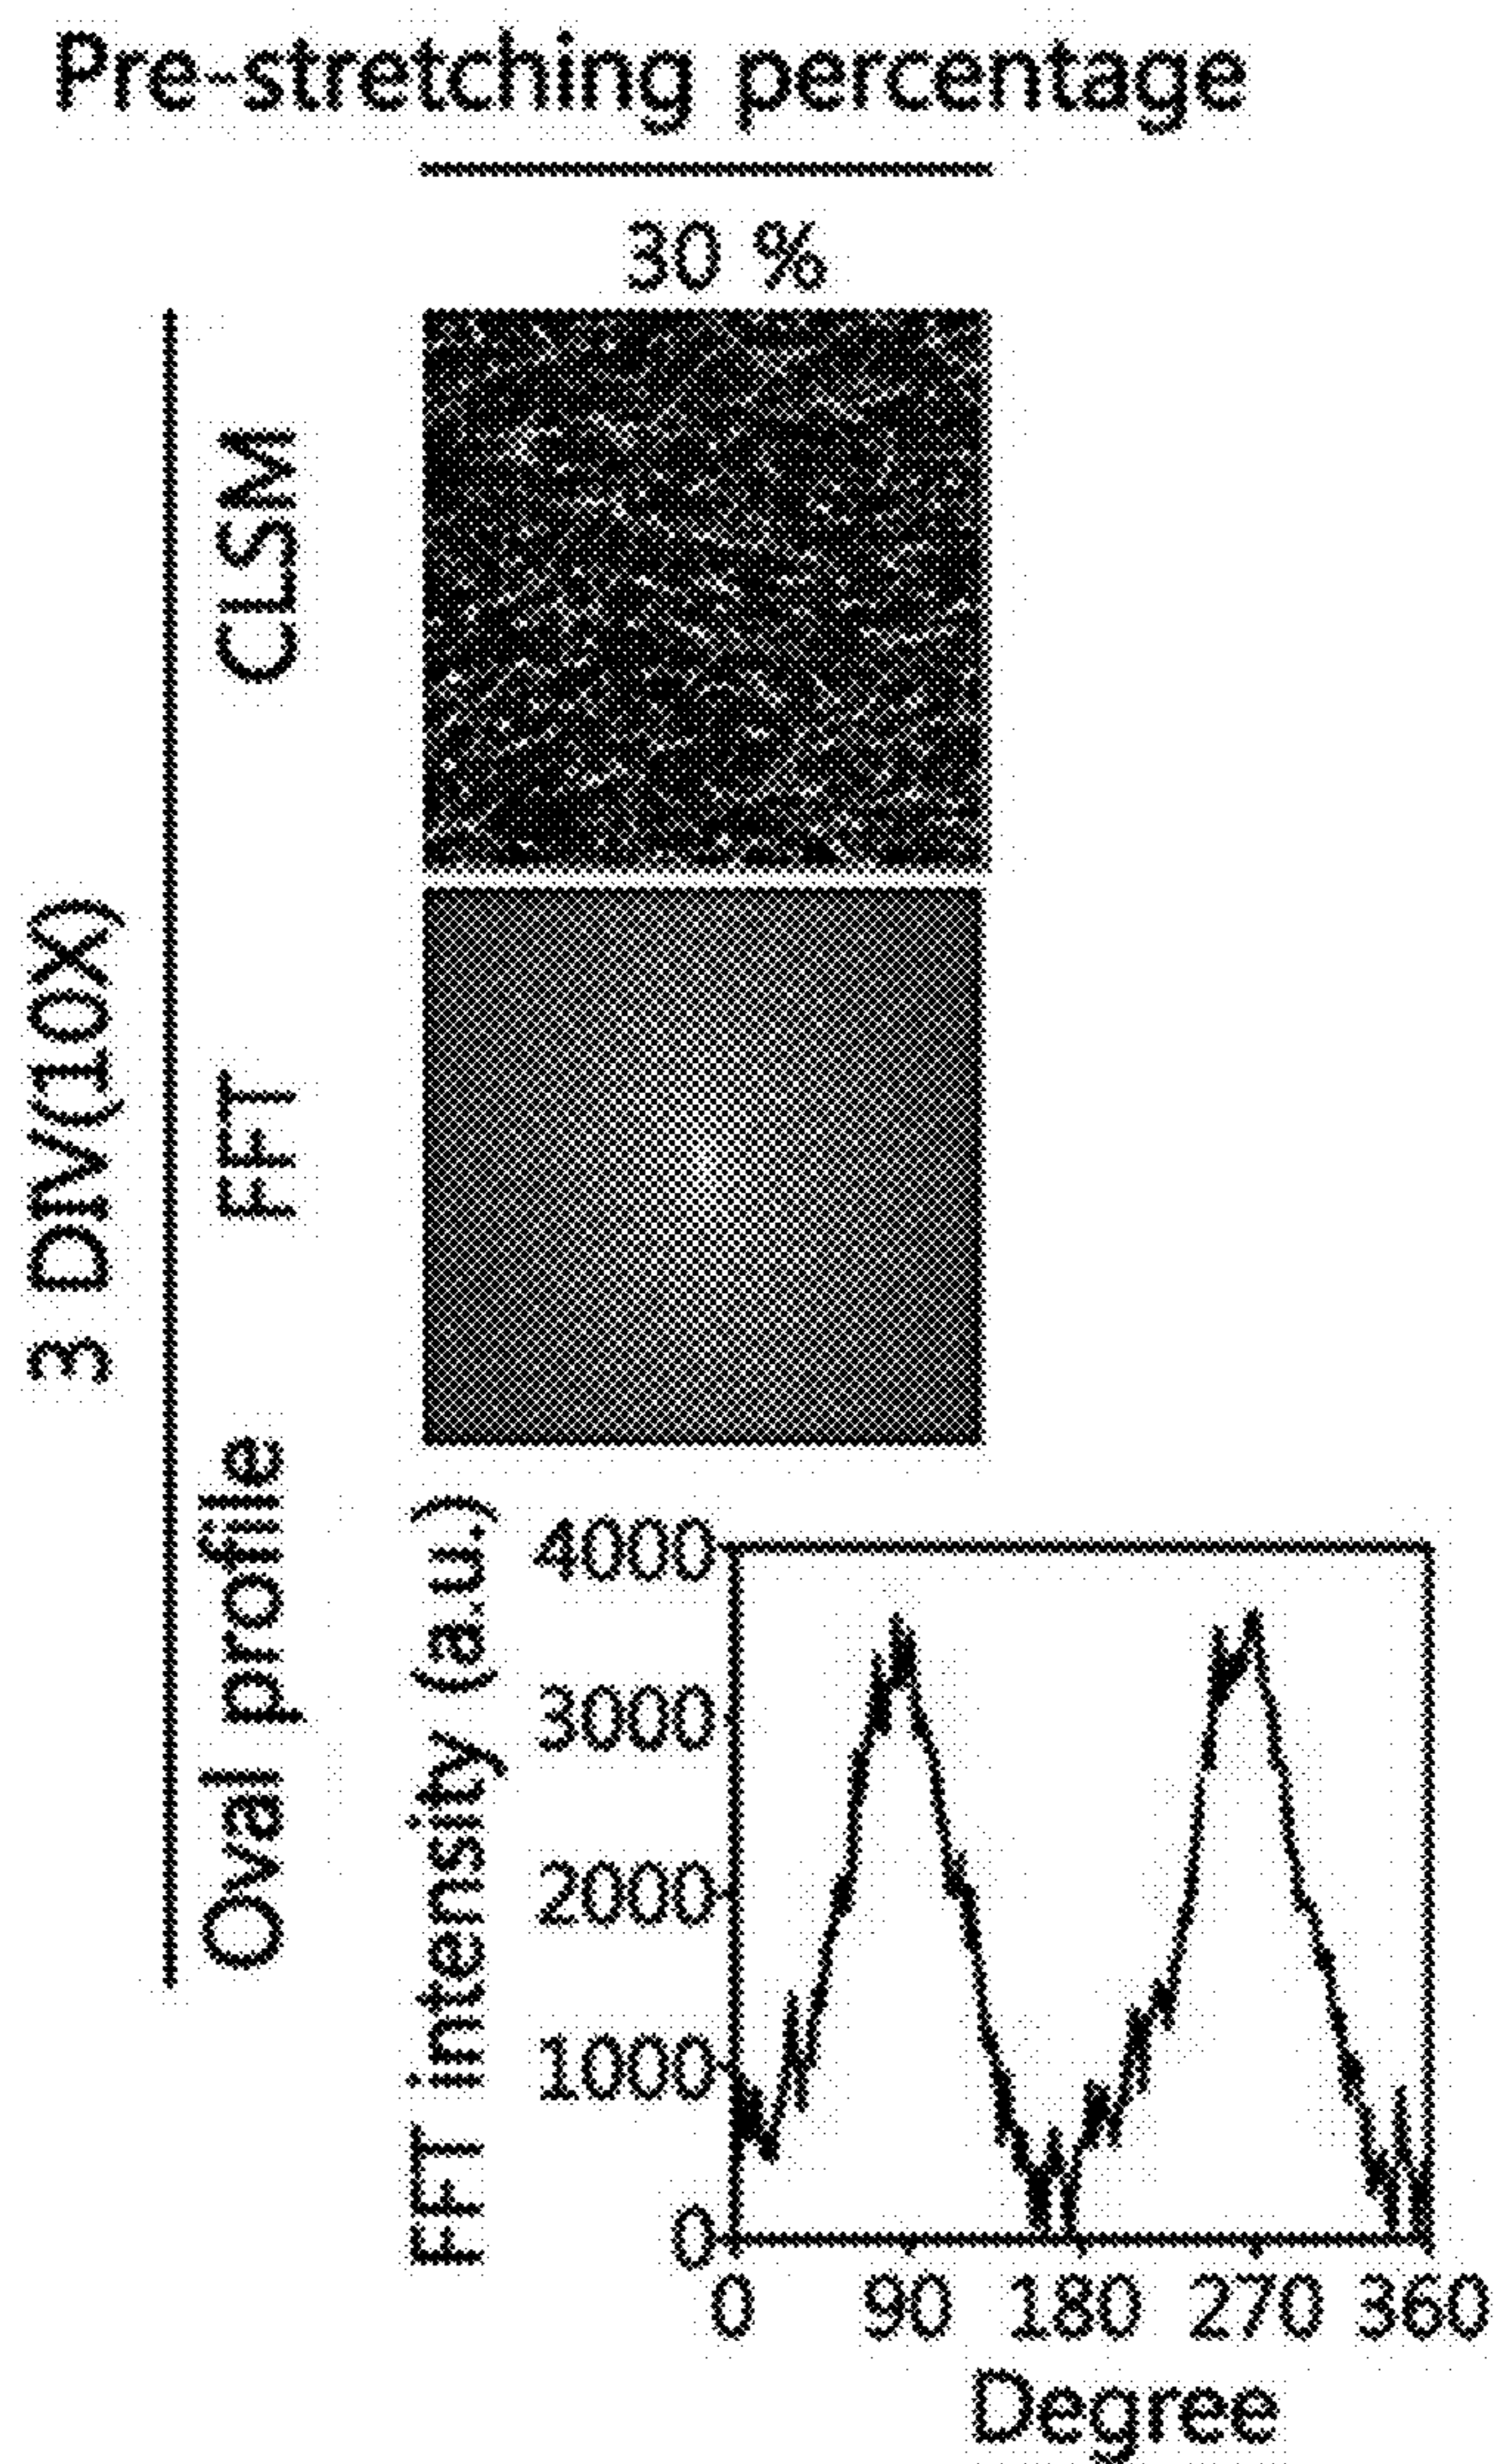 Pre-stretching percentage
30 %
3 DIV(10X)
CLSM
FFT
Oval profile
FFT intensity (a.u.)
4000
3000
2000
1000
0
0 90 180 270 360
Degree